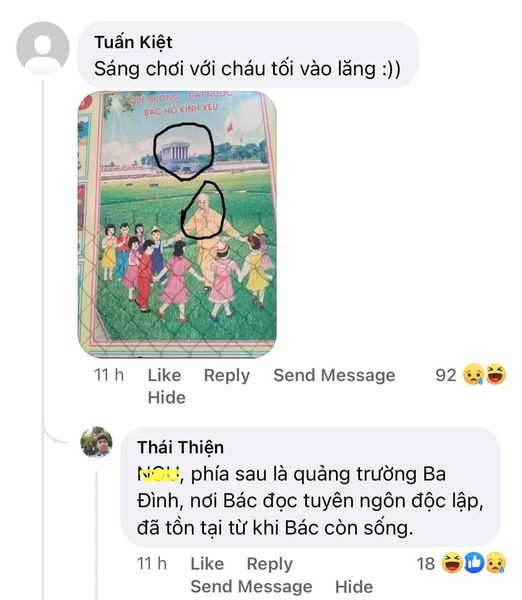 Tuấn Kiệt
Sáng chơi với cháu tối vào lăng :))
QUÊ HƯƠNG - ĐẤT NƯỚC
BÁC HỒ KÍNH YÊU
11 h Like Reply Send Message 92
Hide
Thái Thiện
NGU, phía sau là quảng trường Ba
Đình, nơi Bác đọc tuyên ngôn độc lập,
đã tồn tại từ khi Bác còn sống.
11 h Like Reply 18
Send Message Hide